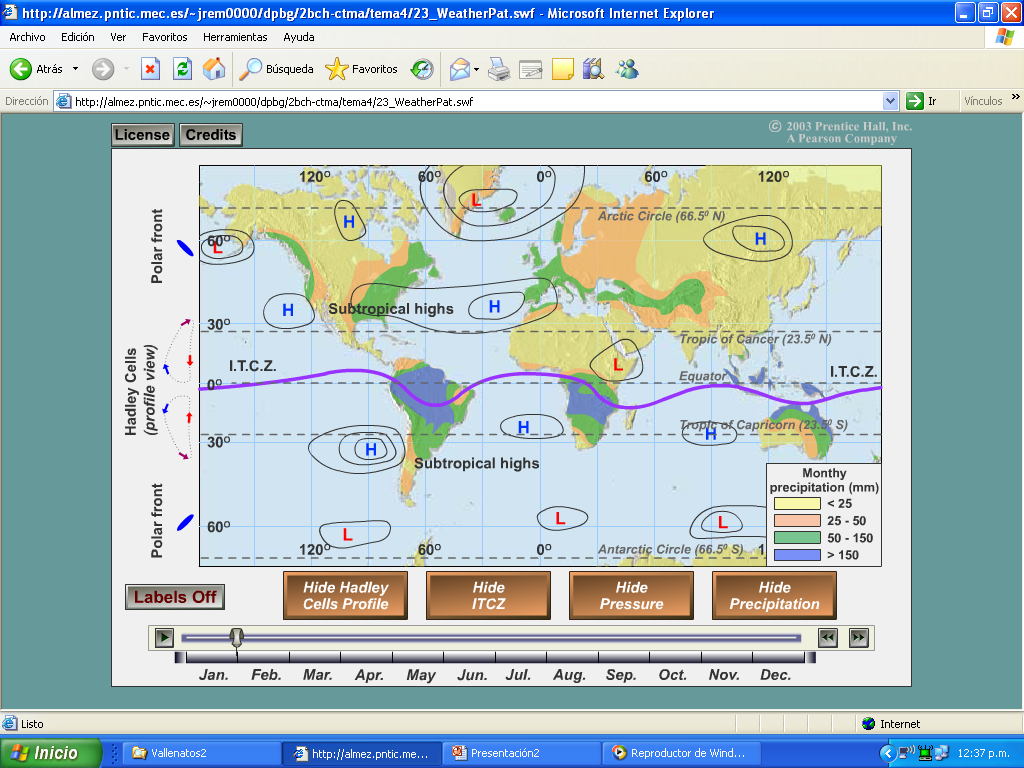 http://almez.pntic.mec.es/~jrem0000/dpbg/2bch-ctma/tema4/23_WeatherPat.swf - Microsoft Internet Explorer
Archivo Edición Ver Favoritos Herramientas Ayuda
Atrás Búsqueda Favoritos
Dirección http://almez.pntic.mec.es/~jrem0000/dpbg/2bch-ctma/tema4/23_WeatherPat.swf Ir Vínculos »
License Credits
© 2003 Prentice Hall, Inc.
A Pearson Company
120° 60° 0° 60° 120°
L
Arctic Circle (66.5° N)
H
Polar front
60°
L
H
H
Subtropical highs
H
30°
Tropic of Cancer (23.5° N)
Hadley Cells
(profile view)
I.T.C.Z.
L
Equator
I.T.C.Z.
0°
H
Tropic of Capricorn (23.5° S)
H
30°
H
Subtropical highs
Monthy
precipitation (mm)
< 25
25 - 50
50 - 150
> 150
Polar front
60°
L
L
L
120° 60° 0°
Antarctic Circle (66.5° S)
1
Labels Off
Hide Hadley
Cells Profile
Hide
ITCZ
Hide
Pressure
Hide
Precipitation
Jan. Feb. Mar. Apr. May Jun. Jul. Aug. Sep. Oct. Nov. Dec.
Listo Internet
Inicio Vallenatos2 http://almez.pntic.me... Presentación2 Reproductor de Wind... 12:37 p.m.